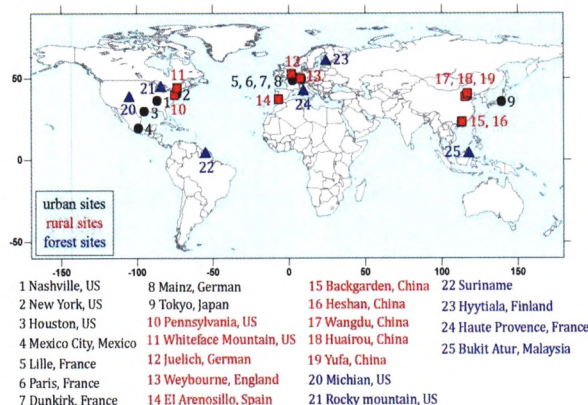 23
12
11
17, 18, 19
50
21
5, 6, 7, 8
13
1
2
20
24
9
3
14
10
15, 16
4
0
22
25
urban sites
rural sites
forest sites
-50
-150
-100
-50
0
50
100
150
1 Nashville, US
2 New York, US
3 Houston, US
4 Mexico City, Mexico
5 Lille, France
6 Paris, France
7 Dunkirk, France
8 Mainz, German
9 Tokyo, Japan
10 Pennsylvania, US
11 Whiteface Mountain, US
12 Juelich, German
13 Weybourne, England
14 El Arenosillo, Spain
15 Backgarden, China
16 Heshan, China
17 Wangdu, China
18 Huairou, China
19 Yufa, China
20 Michian, US
21 Rocky mountain, US
22 Suriname
23 Hyytiala, Finland
24 Haute Provence, France
25 Bukit Atur, Malaysia